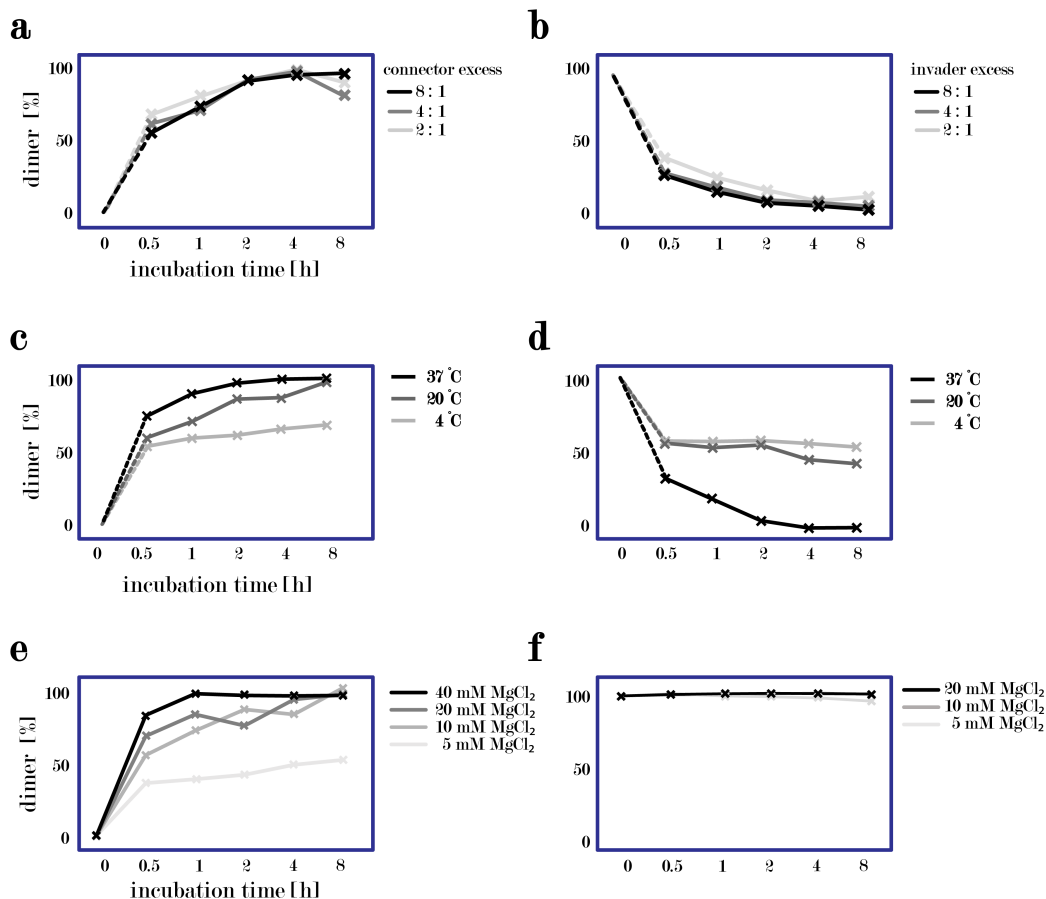 a
100
50
0
dimer [%]
0 0.5 1 2 4 8
incubation time [h]
connector excess
8 : 1
4 : 1
2 : 1
b
100
50
0
0 0.5 1 2 4 8
invader excess
8 : 1
4 : 1
2 : 1
c
100
50
0
dimer [%]
0 0.5 1 2 4 8
incubation time [h]
37 °C
20 °C
4 °C
d
100
50
0
0 0.5 1 2 4 8
37 °C
20 °C
4 °C
e
100
50
0
dimer [%]
0 0.5 1 2 4 8
incubation time [h]
40 mM MgCl₂
20 mM MgCl₂
10 mM MgCl₂
5 mM MgCl₂
f
100
50
0
0 0.5 1 2 4 8
20 mM MgCl₂
10 mM MgCl₂
5 mM MgCl₂